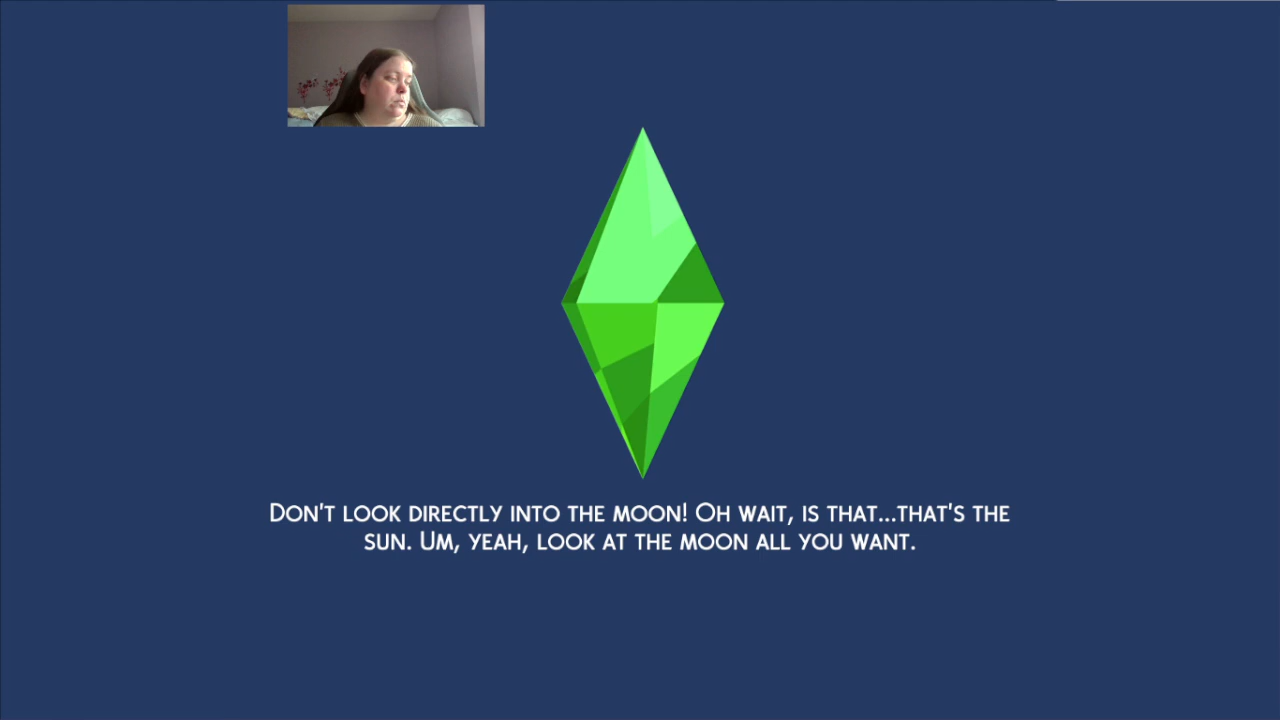 Don't look directly into the moon! Oh wait, is that...that's the
sun. Um, yeah, look at the moon all you want.